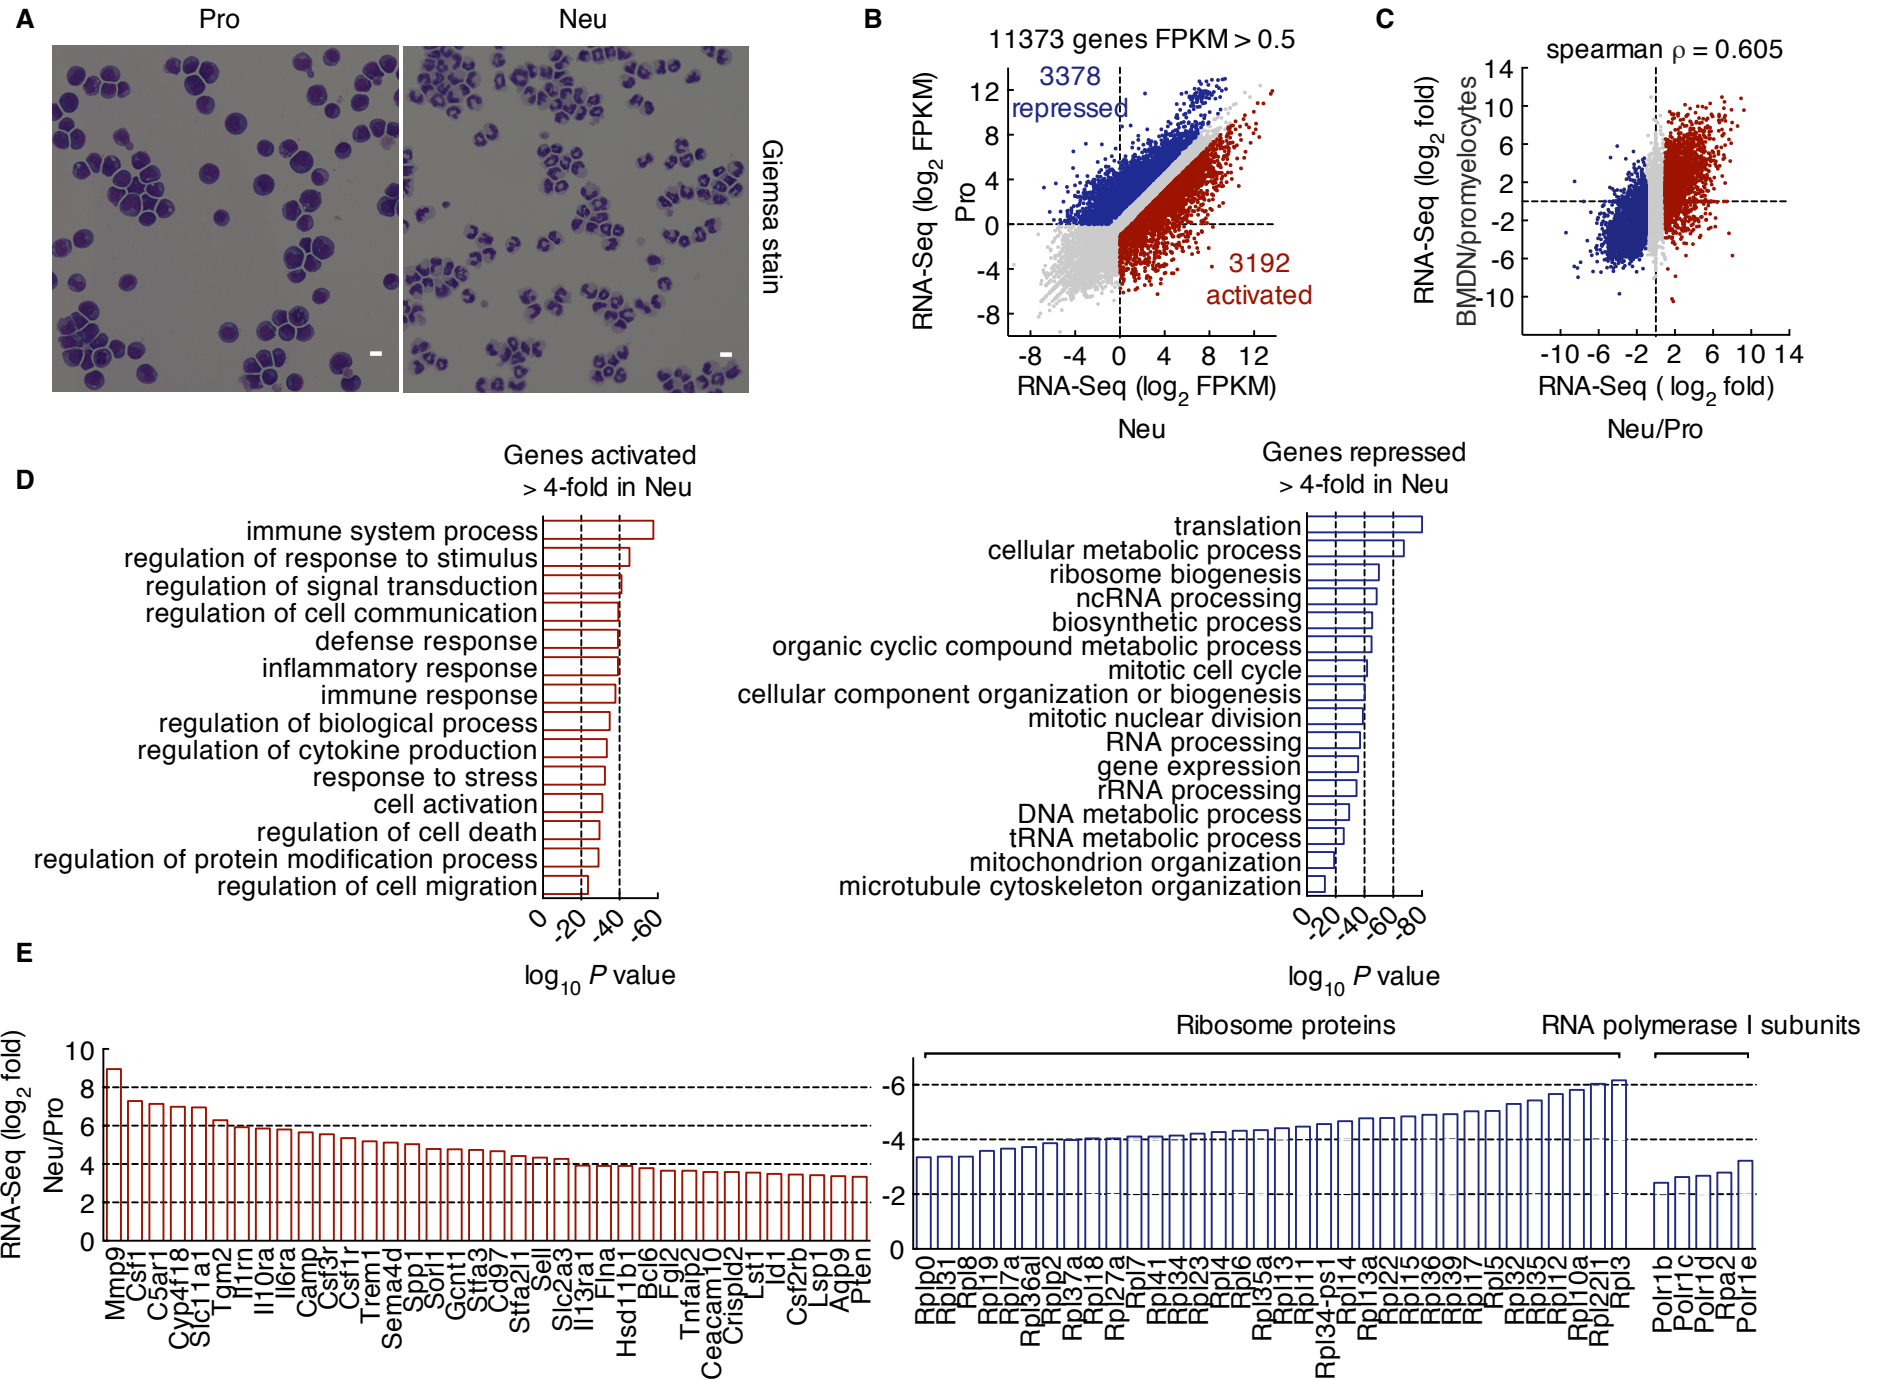 A
Pro
Neu
Giemsa stain
B
11373 genes FPKM > 0.5
3378
repressed
3192
activated
12
8
4
0
-4
-8
RNA-Seq (log2 FPKM)
Pro
-8 -4 0 4 8 12
RNA-Seq (log2 FPKM)
Neu
C
spearman ρ = 0.605
14
10
6
2
-2
-6
-10
RNA-Seq (log2 fold)
BMDN/promyelocytes
-10 -6 -2 2 6 10 14
RNA-Seq ( log2 fold)
Neu/Pro
D
Genes activated
> 4-fold in Neu
immune system process
regulation of response to stimulus
regulation of signal transduction
regulation of cell communication
defense response
inflammatory response
immune response
regulation of biological process
regulation of cytokine production
response to stress
cell activation
regulation of cell death
regulation of protein modification process
regulation of cell migration
0 -20 -40 -60
log10 P value
Genes repressed
> 4-fold in Neu
translation
cellular metabolic process
ribosome biogenesis
ncRNA processing
biosynthetic process
organic cyclic compound metabolic process
mitotic cell cycle
cellular component organization or biogenesis
mitotic nuclear division
RNA processing
gene expression
rRNA processing
DNA metabolic process
tRNA metabolic process
mitochondrion organization
microtubule cytoskeleton organization
0 -20 -40 -60 -80
log10 P value
E
RNA-Seq (log2 fold)
Neu/Pro
10
8
6
4
2
0
Mmp9
Csf1
C5ar1
Cyp4f18
Slc11a1
Tgm2
Il1rn
Il10ra
Il6ra
Camp
Csf3r
Csf1r
Trem1
Sema4d
Spp1
Sorl1
Gcnt1
Stfa3
Cd97
Stfa2l1
Sell
Slc2a3
Il13ra1
Flna
Hsd11b1
Bcl6
Fgl2
Tnfaip2
Ceacam10
Crispld2
Lst1
Id1
Csf2rb
Lsp1
Aqp9
Pten
Ribosome proteins
RNA polymerase I subunits
-6
-4
-2
0
Rplp0
Rpl31
Rpl8
Rpl19
Rpl7a
Rpl36al
Rplp2
Rpl37a
Rpl18
Rpl27a
Rpl7
Rpl41
Rpl34
Rpl23
Rpl4
Rpl6
Rpl35a
Rpl13
Rpl11
Rpl34-ps1
Rpl14
Rpl13a
Rpl22
Rpl15
Rpl36
Rpl39
Rpl17
Rpl5
Rpl32
Rpl35
Rpl12
Rpl10a
Rpl22l1
Rpl3
Polr1b
Polr1c
Polr1d
Rpa2
Polr1e